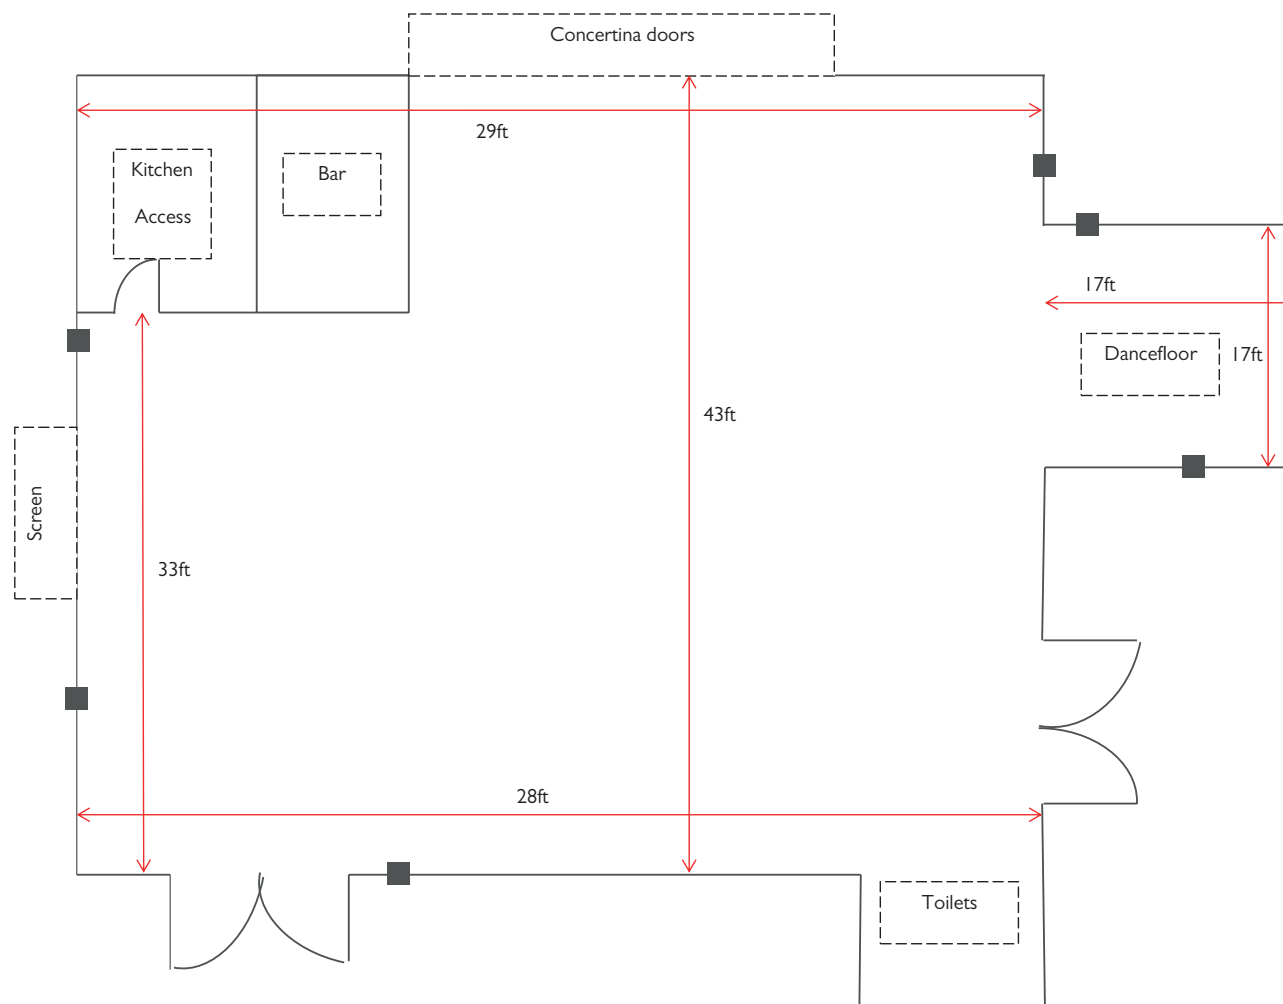 Concertina doors
29ft
Kitchen
Access
Bar
17ft
Dancefloor
17ft
43ft
Screen
33ft
28ft
Toilets